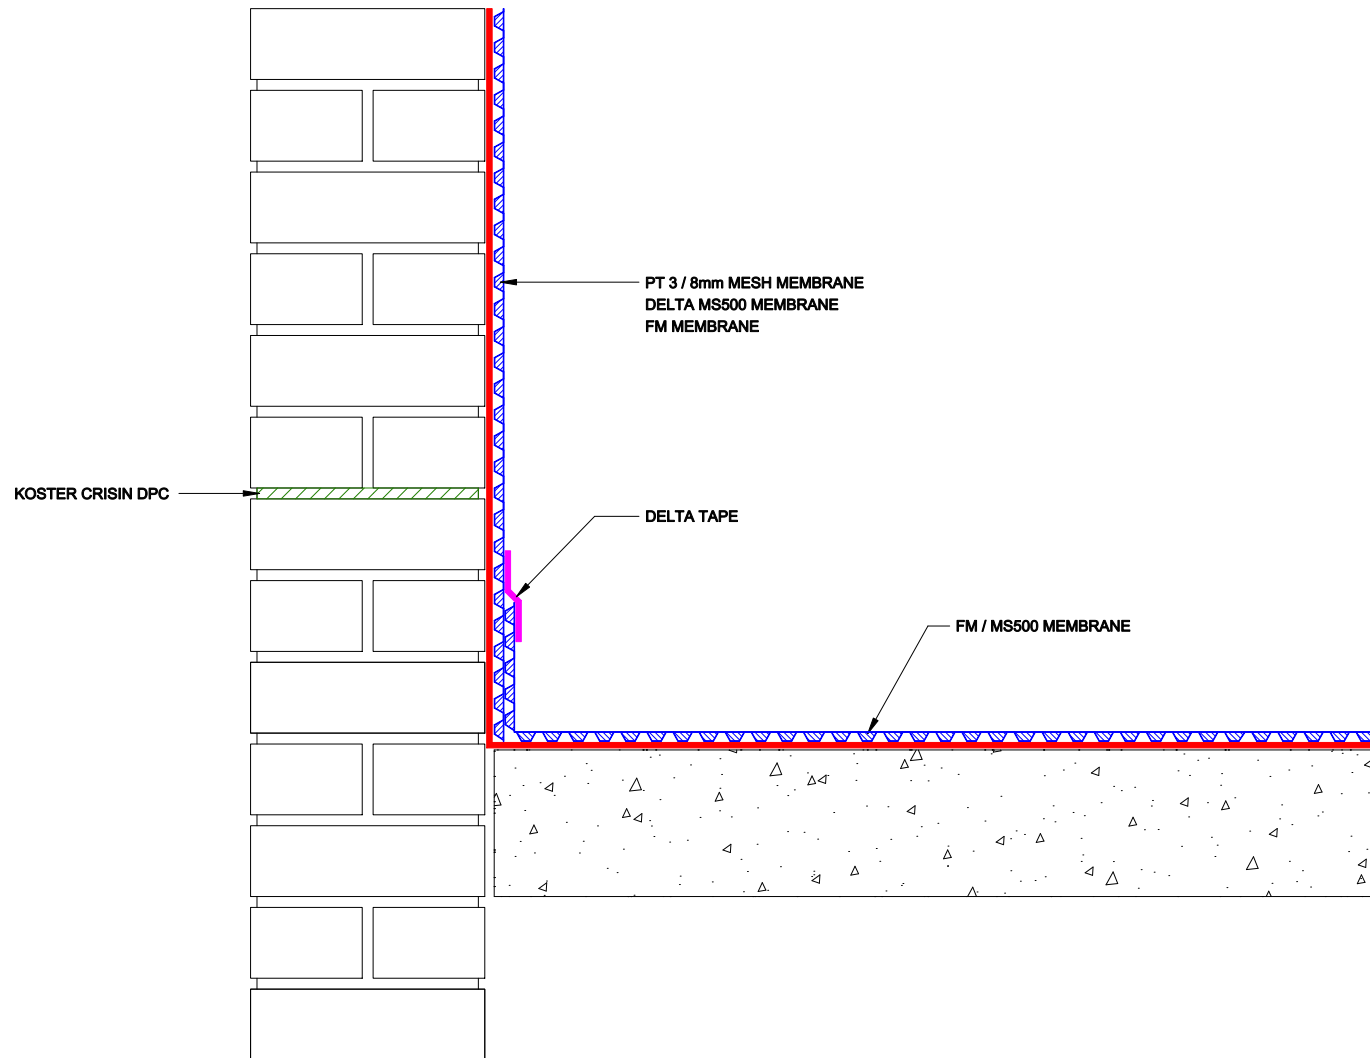 PT 3 / 8mm MESH MEMBRANE
DELTA MS500 MEMBRANE
FM MEMBRANE
KOSTER CRISIN DPC
DELTA TAPE
FM / MS500 MEMBRANE